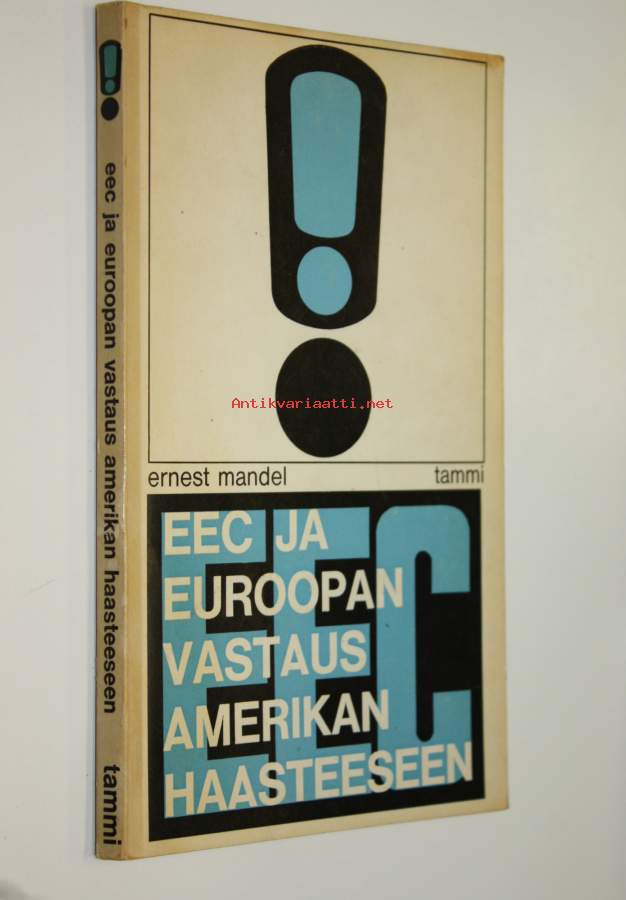 eec ja euroopan vastaus amerikan haasteeseen tammi
Antikvariaatti.net
ernest mandel tammi
EEC
EEC JA
EUROOPAN
VASTAUS
AMERIKAN
HAASTEESEEN